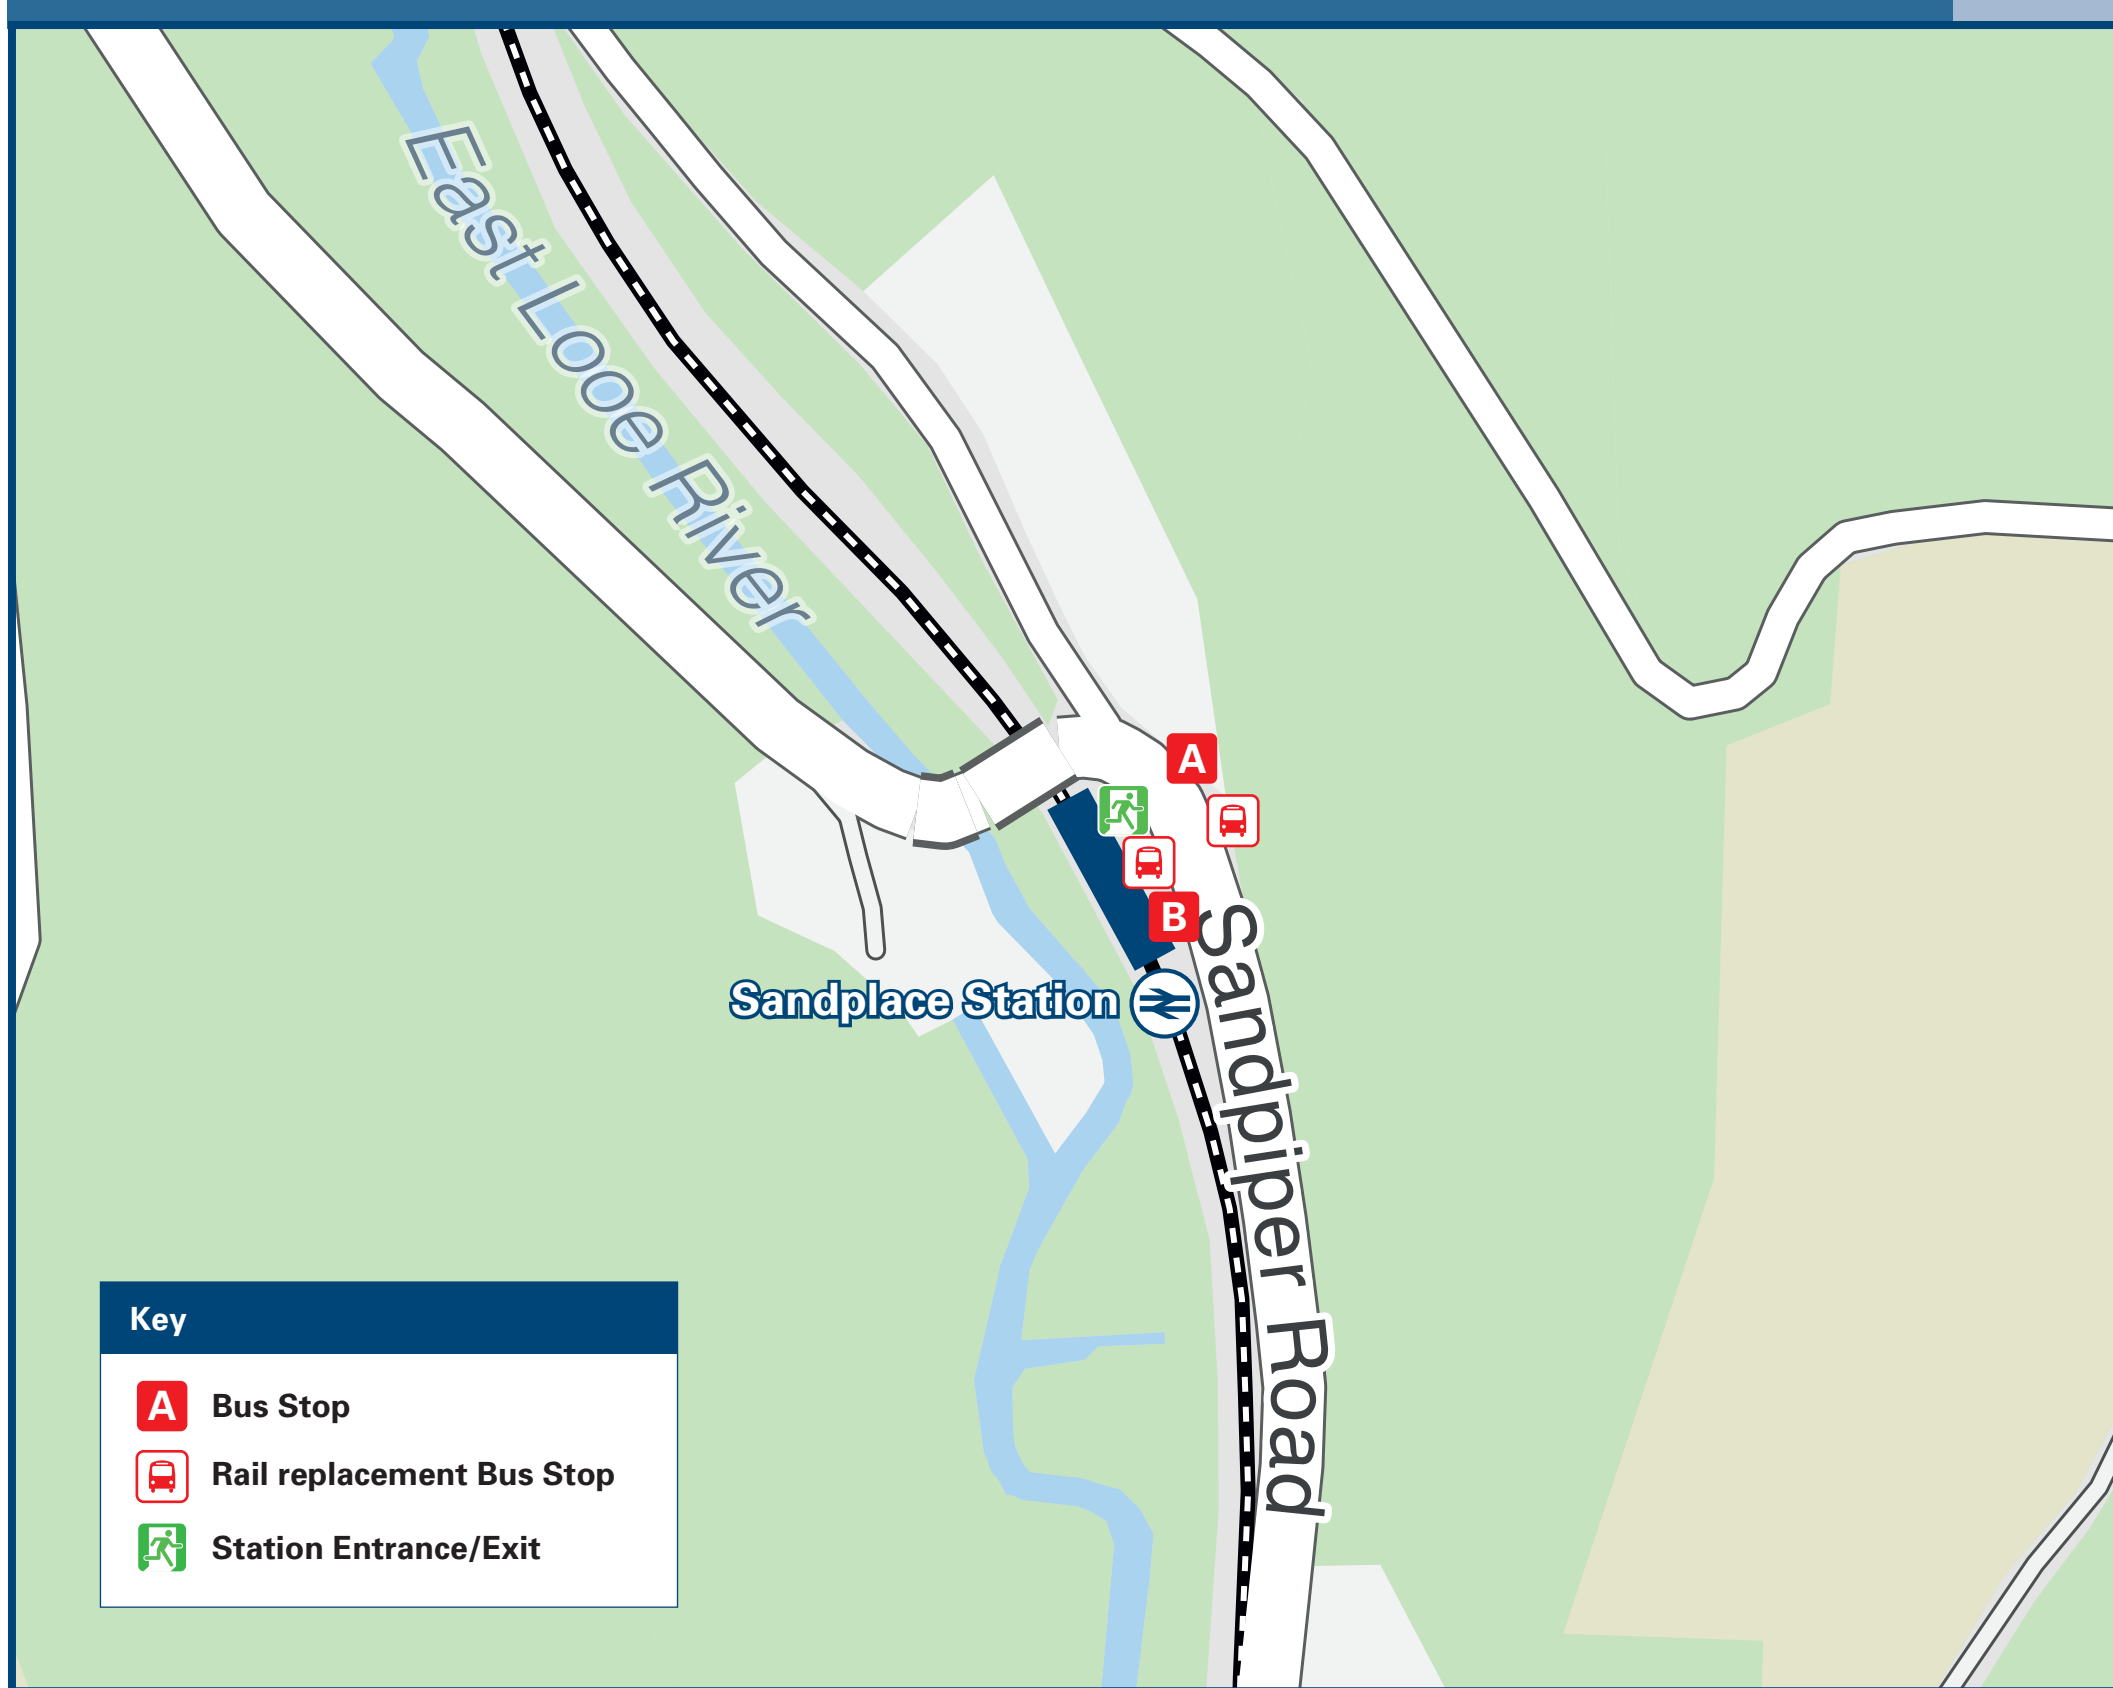 East Looe River
A
B
Sandplace Station
Sandpiper Road
Key
A Bus Stop
Rail replacement Bus Stop
Station Entrance/Exit